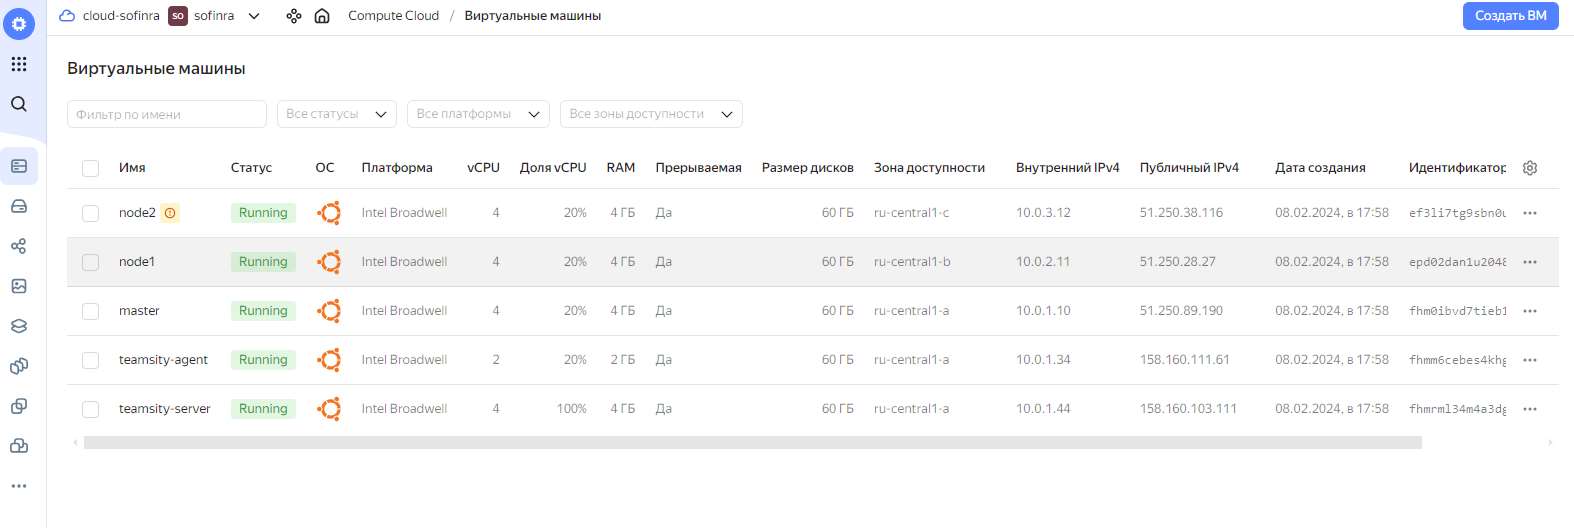 cloud-sofinra SO sofinra Compute Cloud / Виртуальные машины Создать ВМ
Виртуальные машины
Фильтр по имени Все статусы Все платформы Все зоны доступности
Имя Статус ОС Платформа vCPU Доля vCPU RAM Прерываемая Размер дисков Зона доступности Внутренний IPv4 Публичный IPv4 Дата создания Идентификатор
node2 Running Intel Broadwell 4 20% 4 ГБ Да 60 ГБ ru-central1-c 10.0.3.12 51.250.38.116 08.02.2024, в 17:58 ef3li7tg9sbn0u
node1 Running Intel Broadwell 4 20% 4 ГБ Да 60 ГБ ru-central1-b 10.0.2.11 51.250.28.27 08.02.2024, в 17:58 epd02dan1u2048
master Running Intel Broadwell 4 20% 4 ГБ Да 60 ГБ ru-central1-a 10.0.1.10 51.250.89.190 08.02.2024, в 17:58 fhm0ibvd7tieb1
teamsity-agent Running Intel Broadwell 2 20% 2 ГБ Да 60 ГБ ru-central1-a 10.0.1.34 158.160.111.61 08.02.2024, в 17:58 fhmm6cebes4khg
teamsity-server Running Intel Broadwell 4 100% 4 ГБ Да 60 ГБ ru-central1-a 10.0.1.44 158.160.103.111 08.02.2024, в 17:58 fhmrml34m4a3dg